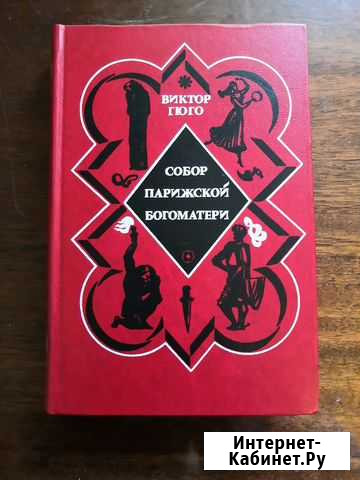 ВИКТОР
ГЮГО
СОБОР
ПАРИЖСКОЙ
БОГОМАТЕРИ
Интернет-
Кабинет.Ру